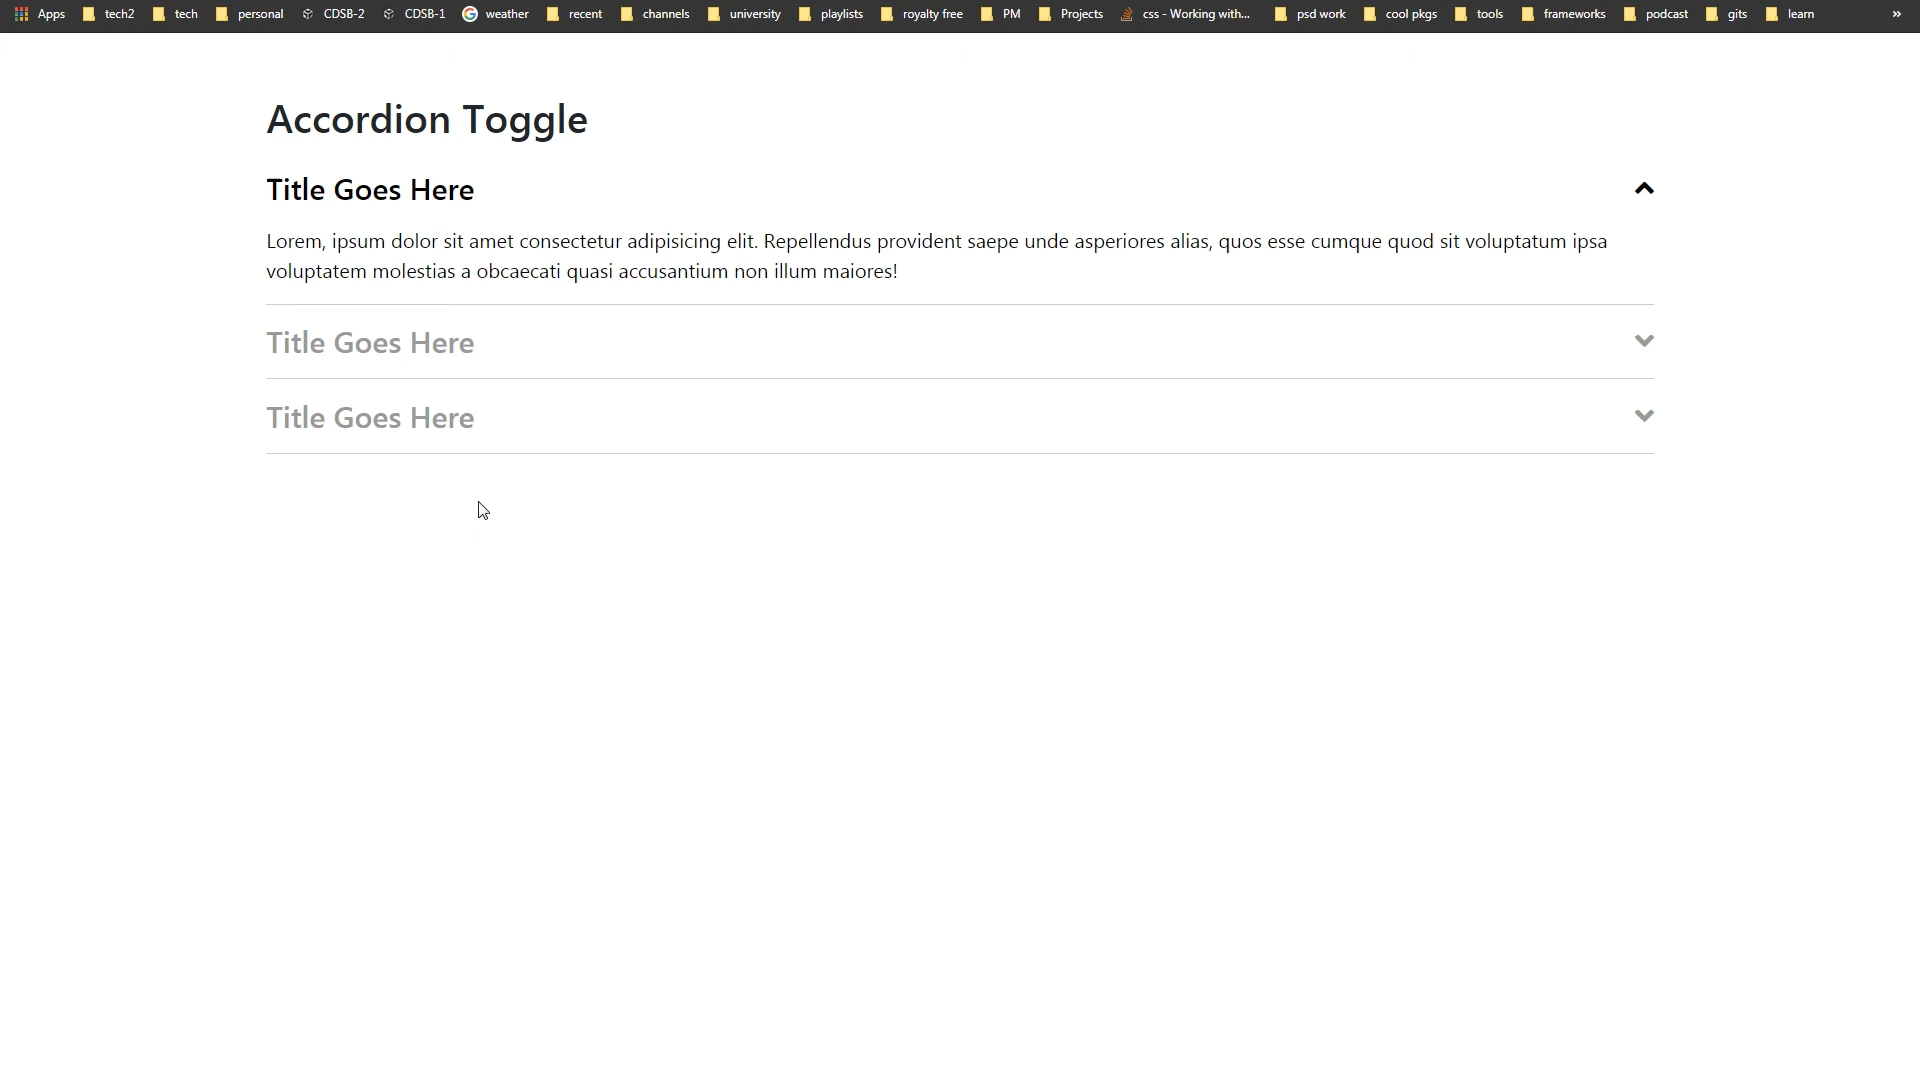 Apps tech2 tech personal CDSB-2 CDSB-1 weather recent channels university playlists royalty free PM Projects css - Working with... psd work cool pkgs tools frameworks podcast gits learn »
Accordion Toggle
Title Goes Here
Lorem, ipsum dolor sit amet consectetur adipisicing elit. Repellendus provident saepe unde asperiores alias, quos esse cumque quod sit voluptatum ipsa
voluptatem molestias a obcaecati quasi accusantium non illum maiores!
Title Goes Here
Title Goes Here